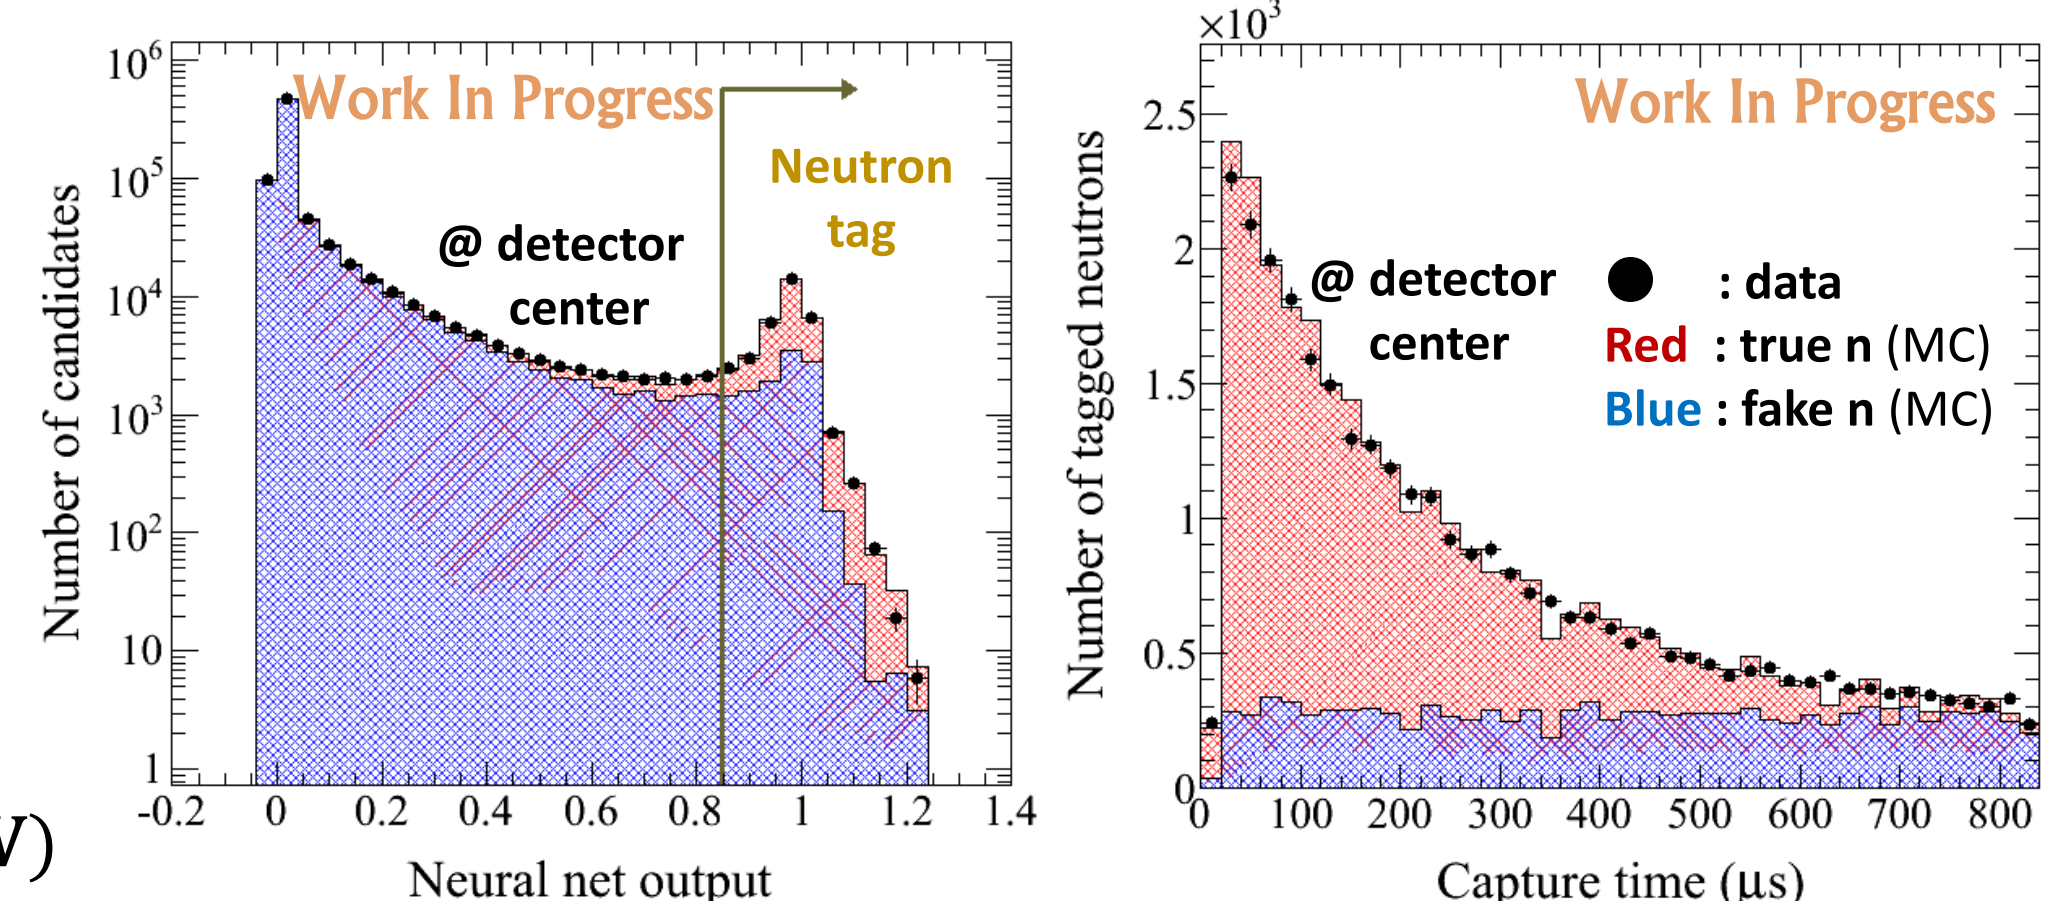 10⁶
10⁵
10⁴
10³
10²
10
1
-0.2 0 0.2 0.4 0.6 0.8 1 1.2 1.4
Number of candidates
Neural net output
Work In Progress
Neutron
tag
@ detector
center
V)
×10³
2.5
2
1.5
1
0.5
0
0 100 200 300 400 500 600 700 800
Number of tagged neutrons
Capture time (μs)
Work In Progress
@ detector
center
: data
Red : true n (MC)
Blue : fake n (MC)